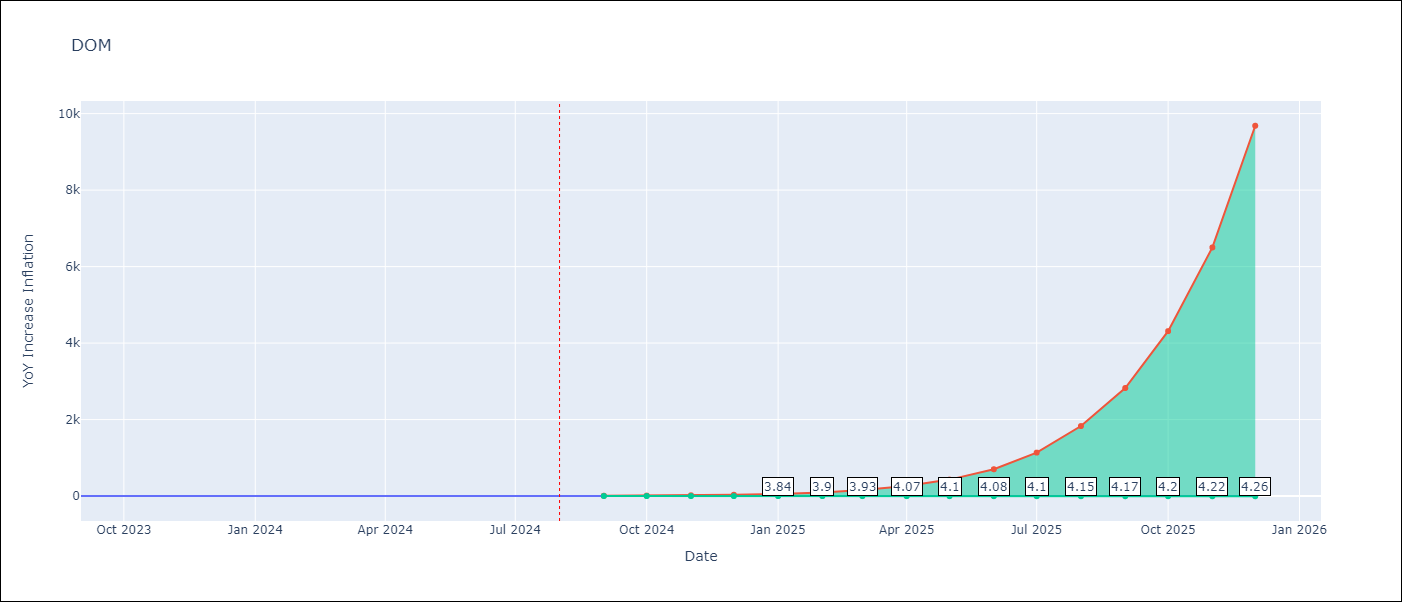 DOM
YoY Increase Inflation
10k
8k
6k
4k
2k
0
3.84 3.9 3.93 4.07 4.1 4.08 4.1 4.15 4.17 4.2 4.22 4.26
Oct 2023 Jan 2024 Apr 2024 Jul 2024 Oct 2024 Jan 2025 Apr 2025 Jul 2025 Oct 2025 Jan 2026
Date